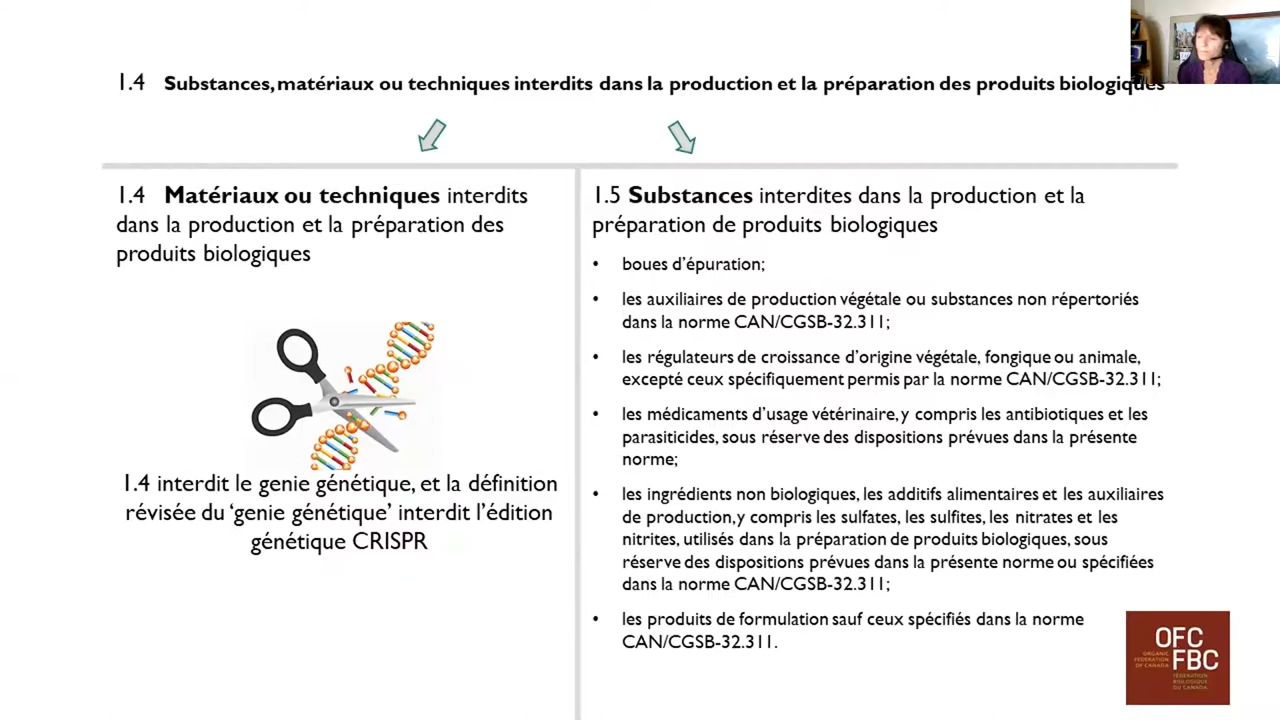 1.4 Substances, matériaux ou techniques interdits dans la production et la préparation des produits biologiques
1.4 Matériaux ou techniques interdits
dans la production et la préparation des
produits biologiques
1.4 interdit le genie génétique, et la définition
révisée du ‘genie génétique’ interdit l’édition
génétique CRISPR
1.5 Substances interdites dans la production et la
préparation de produits biologiques
• boues d’épuration;
• les auxiliaires de production végétale ou substances non répertoriés
dans la norme CAN/CGSB-32.311;
• les régulateurs de croissance d’origine végétale, fongique ou animale,
excepté ceux spécifiquement permis par la norme CAN/CGSB-32.311;
• les médicaments d’usage vétérinaire, y compris les antibiotiques et les
parasiticides, sous réserve des dispositions prévues dans la présente
norme;
• les ingrédients non biologiques, les additifs alimentaires et les auxiliaires
de production, y compris les sulfates, les sulfites, les nitrates et les
nitrites, utilisés dans la préparation de produits biologiques, sous
réserve des dispositions prévues dans la présente norme ou spécifiées
dans la norme CAN/CGSB-32.311;
• les produits de formulation sauf ceux spécifiés dans la norme
CAN/CGSB-32.311.
OFC
FBC
ORGANIC
FEDERATION
OF CANADA
FÉDÉRATION
BIOLOGIQUE
DU CANADA